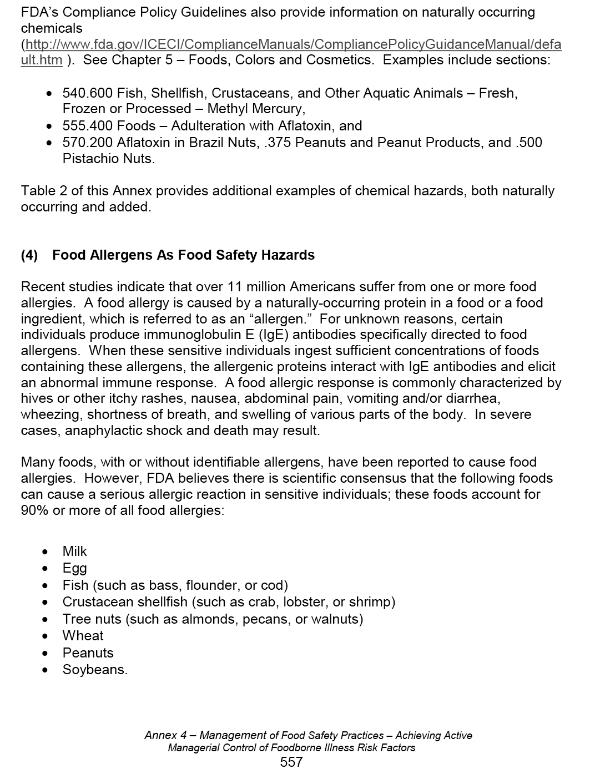 FDA's Compliance Policy Guidelines also provide information on naturally occurring
chemicals
(http://www.fda.gov/ICECI/ComplianceManuals/CompliancePolicyGuidanceManual/defa
ult.htm ). See Chapter 5 – Foods, Colors and Cosmetics. Examples include sections:
• 540.600 Fish, Shellfish, Crustaceans, and Other Aquatic Animals – Fresh,
Frozen or Processed – Methyl Mercury,
• 555.400 Foods – Adulteration with Aflatoxin, and
• 570.200 Aflatoxin in Brazil Nuts, .375 Peanuts and Peanut Products, and .500
Pistachio Nuts.
Table 2 of this Annex provides additional examples of chemical hazards, both naturally
occurring and added.
(4) Food Allergens As Food Safety Hazards
Recent studies indicate that over 11 million Americans suffer from one or more food
allergies. A food allergy is caused by a naturally-occurring protein in a food or a food
ingredient, which is referred to as an “allergen.” For unknown reasons, certain
individuals produce immunoglobulin E (IgE) antibodies specifically directed to food
allergens. When these sensitive individuals ingest sufficient concentrations of foods
containing these allergens, the allergenic proteins interact with IgE antibodies and elicit
an abnormal immune response. A food allergic response is commonly characterized by
hives or other itchy rashes, nausea, abdominal pain, vomiting and/or diarrhea,
wheezing, shortness of breath, and swelling of various parts of the body. In severe
cases, anaphylactic shock and death may result.
Many foods, with or without identifiable allergens, have been reported to cause food
allergies. However, FDA believes there is scientific consensus that the following foods
can cause a serious allergic reaction in sensitive individuals; these foods account for
90% or more of all food allergies:
• Milk
• Egg
• Fish (such as bass, flounder, or cod)
• Crustacean shellfish (such as crab, lobster, or shrimp)
• Tree nuts (such as almonds, pecans, or walnuts)
• Wheat
• Peanuts
• Soybeans.
Annex 4 – Management of Food Safety Practices – Achieving Active
Managerial Control of Foodborne Illness Risk Factors
557